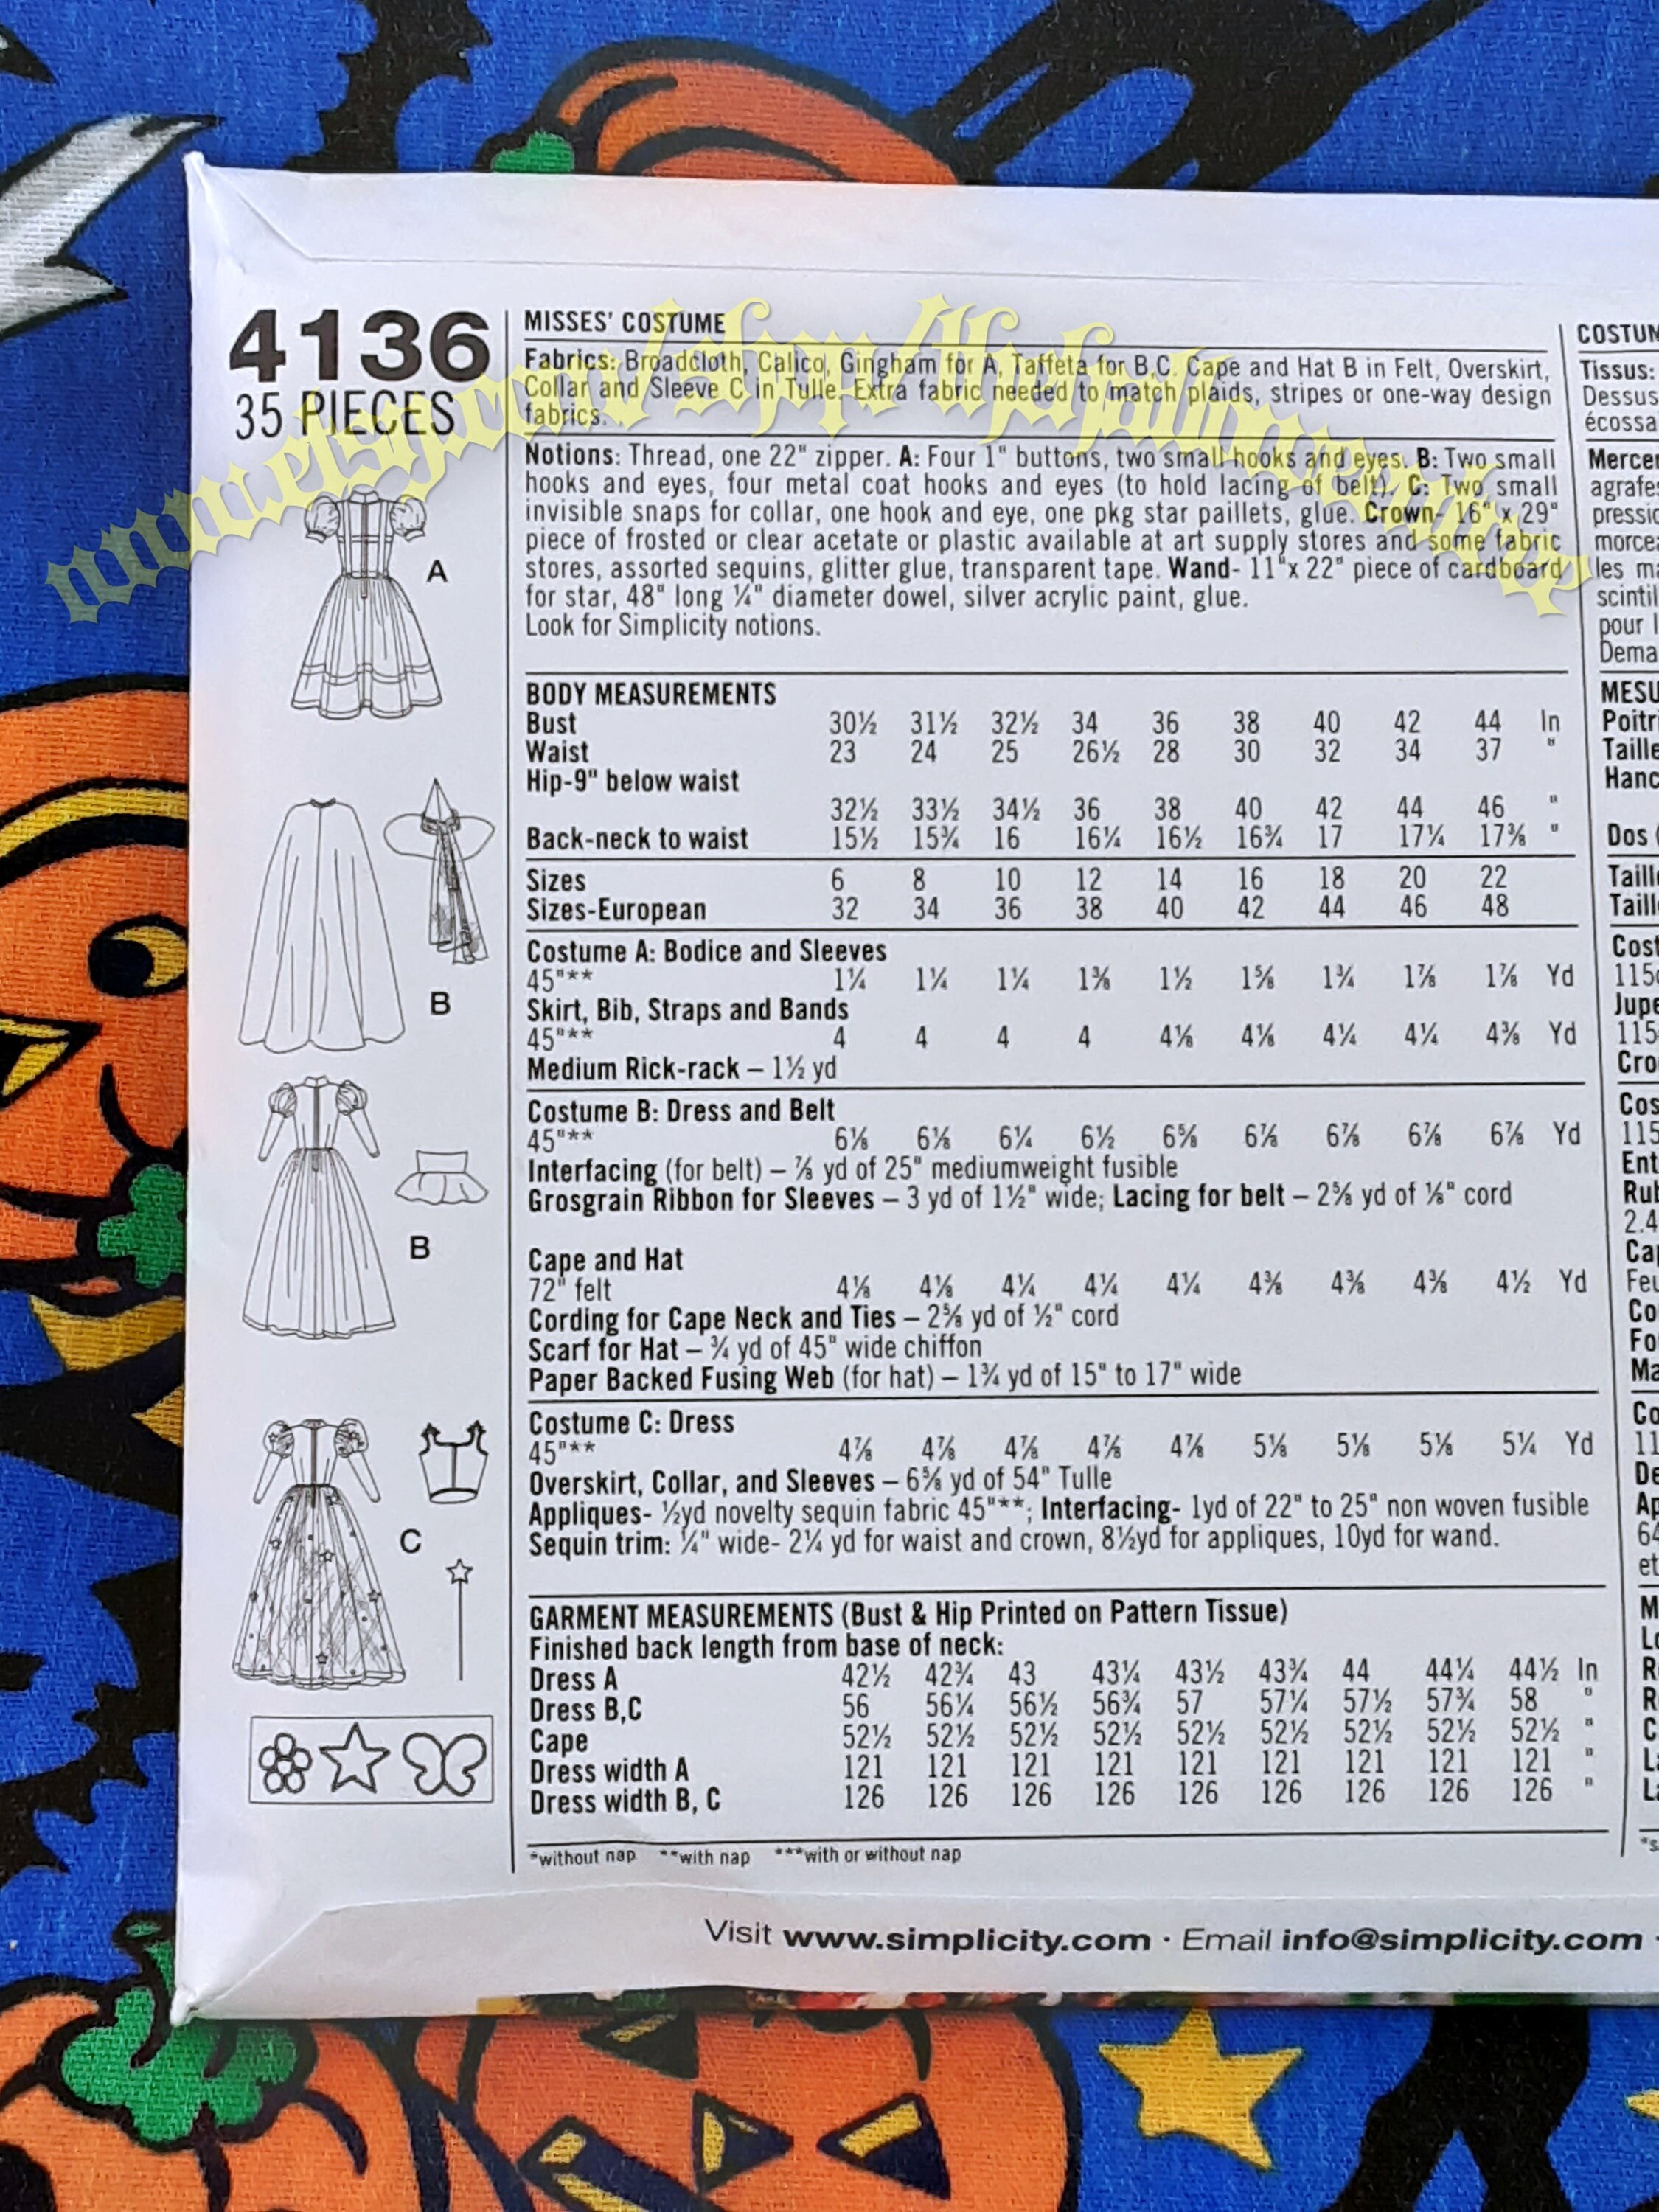 4136
35 PIECES
A
B
B
C
MISSES' COSTUME
Fabrics: Broadcloth, Calico, Gingham for A, Taffeta for B,C. Cape and Hat B in Felt, Overskirt,
Collar and Sleeve C in Tulle. Extra fabric needed to match plaids, stripes or one-way design
fabrics.
Notions: Thread, one 22" zipper. A: Four 1" buttons, two small hooks and eyes. B: Two small
hooks and eyes, four metal coat hooks and eyes (to hold lacing of belt). C: Two small
invisible snaps for collar, one hook and eye, one pkg star paillets, glue. Crown- 16" x 29"
piece of frosted or clear acetate or plastic available at art supply stores and some fabric
stores, assorted sequins, glitter glue, transparent tape. Wand- 11"x 22" piece of cardboard
for star, 48" long ¼" diameter dowel, silver acrylic paint, glue.
Look for Simplicity notions.
BODY MEASUREMENTS
Bust 30½ 31½ 32½ 34 36 38 40 42 44 In
Waist 23 24 25 26½ 28 30 32 34 37 "
Hip-9" below waist
32½ 33½ 34½ 36 38 40 42 44 46 "
Back-neck to waist 15½ 15¾ 16 16¼ 16½ 16¾ 17 17¼ 17⅜ "
Sizes 6 8 10 12 14 16 18 20 22
Sizes-European 32 34 36 38 40 42 44 46 48
Costume A: Bodice and Sleeves
45"** 1¼ 1¼ 1¼ 1⅜ 1½ 1⅝ 1¾ 1⅞ 1⅞ Yd
Skirt, Bib, Straps and Bands
45"** 4 4 4 4 4⅛ 4⅛ 4¼ 4¼ 4⅜ Yd
Medium Rick-rack – 1½ yd
Costume B: Dress and Belt
45"** 6⅛ 6⅛ 6¼ 6½ 6⅝ 6⅞ 6⅞ 6⅞ 6⅞ Yd
Interfacing (for belt) – ⅞ yd of 25" mediumweight fusible
Grosgrain Ribbon for Sleeves – 3 yd of 1½" wide; Lacing for belt – 2⅝ yd of ⅛" cord
Cape and Hat
72" felt 4⅛ 4⅛ 4¼ 4¼ 4¼ 4⅜ 4⅜ 4⅜ 4½ Yd
Cording for Cape Neck and Ties – 2⅝ yd of ½" cord
Scarf for Hat – ¾ yd of 45" wide chiffon
Paper Backed Fusing Web (for hat) – 1¾ yd of 15" to 17" wide
Costume C: Dress
45"** 4⅞ 4⅞ 4⅞ 4⅞ 4⅞ 5⅛ 5⅛ 5⅛ 5¼ Yd
Overskirt, Collar, and Sleeves – 6⅝ yd of 54" Tulle
Appliques- ½yd novelty sequin fabric 45"**; Interfacing- 1yd of 22" to 25" non woven fusible
Sequin trim: ¼" wide- 2¼ yd for waist and crown, 8½yd for appliques, 10yd for wand.
GARMENT MEASUREMENTS (Bust & Hip Printed on Pattern Tissue)
Finished back length from base of neck:
Dress A 42½ 42¾ 43 43¼ 43½ 43¾ 44 44¼ 44½ In
Dress B,C 56 56¼ 56½ 56¾ 57 57¼ 57½ 57¾ 58 "
Cape 52½ 52½ 52½ 52½ 52½ 52½ 52½ 52½ 52½ "
Dress width A 121 121 121 121 121 121 121 121 121 "
Dress width B, C 126 126 126 126 126 126 126 126 126 "
*without nap **with nap ***with or without nap
Visit www.simplicity.com · Email info@simplicity.com
Tissus:
Dessus
Taille
Dos